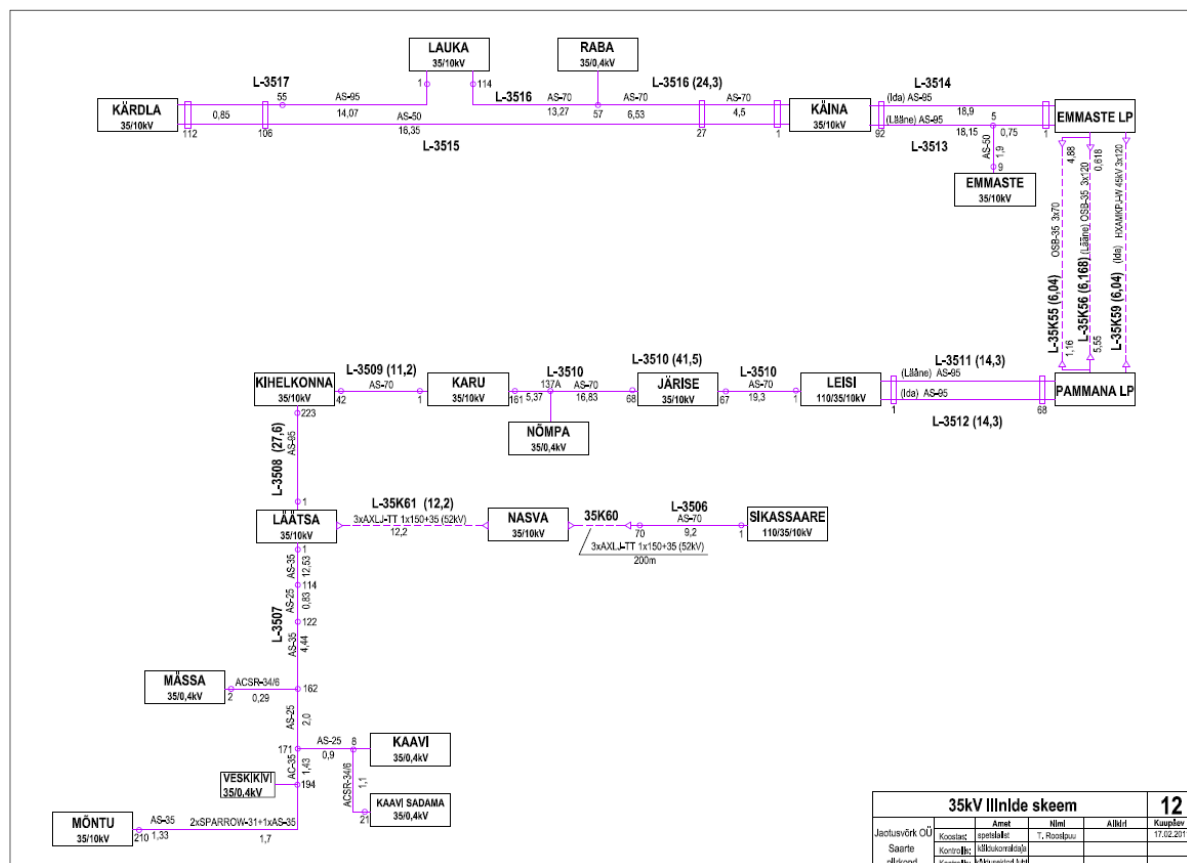 LAUKA
35/10kV
RABA
35/0,4kV
L-3517
1
114
L-3516
L-3516 (24,3)
L-3514
KÄRDLA
35/10kV
55
AS-95
0,85
14,07
AS-70
13,27
AS-70
57
6,53
AS-70
4,5
KÄINA
35/10kV
(Ida) AS-95
18,9
5
EMMASTE LP
112
106
AS-50
16,35
27
1
92
(Lääne) AS-95
18,15
0,75
1
L-3515
L-3513
AS-50
1,9
9
EMMASTE
35/10kV
4,88
0,618
OSB-35 3x70
(Lääne) OSB-35 3x120
(Ida) HXAMKPJ-W 45kV 3x120
L-35K55 (6,04)
L-35K56 (6,168)
L-35K59 (6,04)
1,16
5,55
L-3509 (11,2)
L-3510
L-3510 (41,5)
L-3510
L-3511 (14,3)
KIHELKONNA
35/10kV
AS-70
42
1
KARU
35/10kV
161
137A
5,37
AS-70
16,83
68
JÄRISE
35/10kV
67
AS-70
19,3
1
LEISI
110/35/10kV
(Lääne) AS-95
(Ida) AS-95
1
68
PAMMANA LP
L-3512 (14,3)
NÕMPA
35/0,4kV
223
AS-95
L-3508 (27,6)
1
L-35K61 (12,2)
35K60
L-3506
LÄÄTSA
35/10kV
3xAXLJ-TT 1x150+35 (52kV)
12,2
NASVA
35/10kV
AS-70
70
9,2
1
SIKASSAARE
110/35/10kV
3xAXLJ-TT 1x150+35 (52kV)
200m
1
AS-35
12,53
114
AS-25
0,83
122
L-3507
AS-35
4,44
MÄSSA
35/0,4kV
ACSR-34/6
2
0,29
162
AS-25
2,0
171
AS-25
0,9
8
KAAVI
35/0,4kV
AC-35
1,43
ACSR-34/6
1,1
VESKIKIVI
35/0,4kV
194
21
KAAVI SADAMA
35/0,4kV
MÖNTU
35/10kV
AS-35
210
1,33
2xSPARROW-31+1xAS-35
1,7
35kV liinide skeem
12
Amet
Nimi
Allkiri
Kuupäev
Jaotusvõrk OÜ
Koostas:
spetsialist
T. Roosipuu
Saarte
Kontrollis:
piirkond